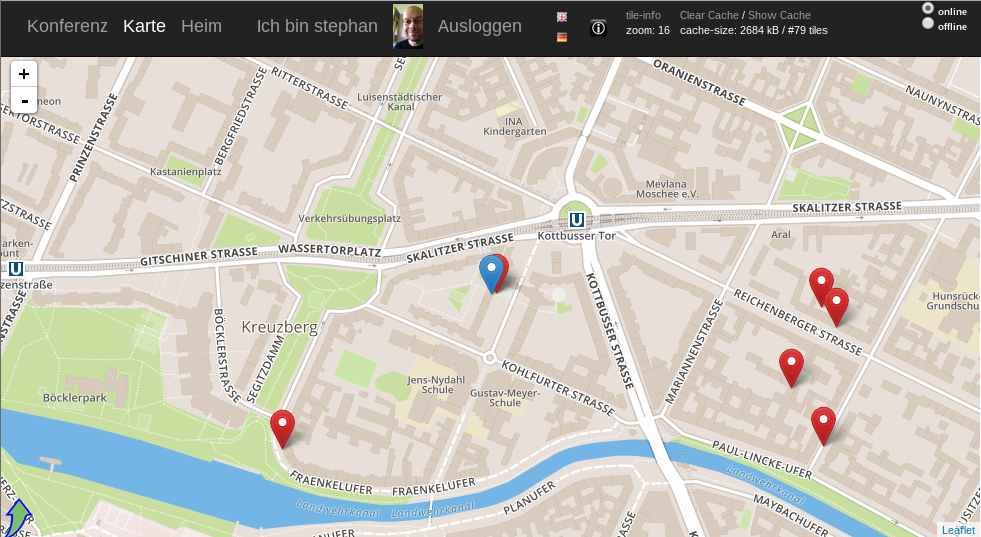 Konferenz Karte Heim Ich bin stephan Ausloggen
tile-info Clear Cache / Show Cache
zoom: 16 cache-size: 2684 kB / #79 tiles
online
offline
+
-
ORANIENSTRASSE
NAUNYNSTRASSE
RITTERSTRASSE
Luisenstädtischer
Kanal
INA
Kindergarten
PRINZENSTRASSE
BERGFRIEDSTRASSE
Kastanienplatz
Mevlana
Moschee e.V.
SKALITZER STRASSE
Verkehrsübungsplatz
U
Kottbusser Tor
Aral
GITSCHINER STRASSE
WASSERTORPLATZ
SKALITZER STRASSE
U
zenstraße
KOTTBUSSER STRASSE
REICHENBERGER STRASSE
MARIANNENSTRASSE
Hunsrück-
Grundschu
BÖCKLERSTRASSE
Kreuzberg
SEGITZDAMM
KOHLFURTER STRASSE
Jens-Nydahl
Schule
Gustav-Meyer-
Schule
Böcklerpark
PAUL-LINCKE-UFER
Landwehrkanal
FRAENKELUFER
FRAENKELUFER
PLANUFER
MAYBACHUFER
Landwehrkanal
Landwehrkanal
PLANUFER
Leaflet